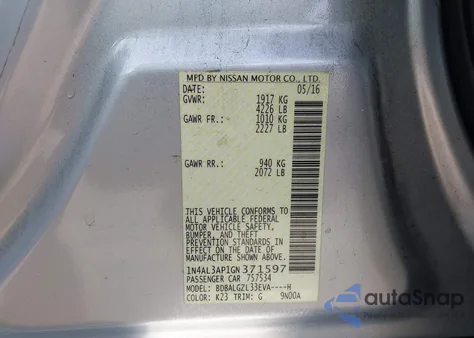 MFD BY NISSAN MOTOR CO., LTD.
DATE: 05/16
GVWR: 1917 KG
4226 LB
GAWR FR.: 1010 KG
2227 LB
GAWR RR.: 940 KG
2072 LB
THIS VEHICLE CONFORMS TO
ALL APPLICABLE FEDERAL
MOTOR VEHICLE SAFETY,
BUMPER, AND THEFT
PREVENTION STANDARDS
IN EFFECT ON THE DATE OF
MANUFACTURE SHOWN ABOVE.
1N4AL3AP1GN371597
PASSENGER CAR 757534
MODEL: BDBALGZL33EVA----H
COLOR: K23 TRIM: G 9N00A
autoSnap